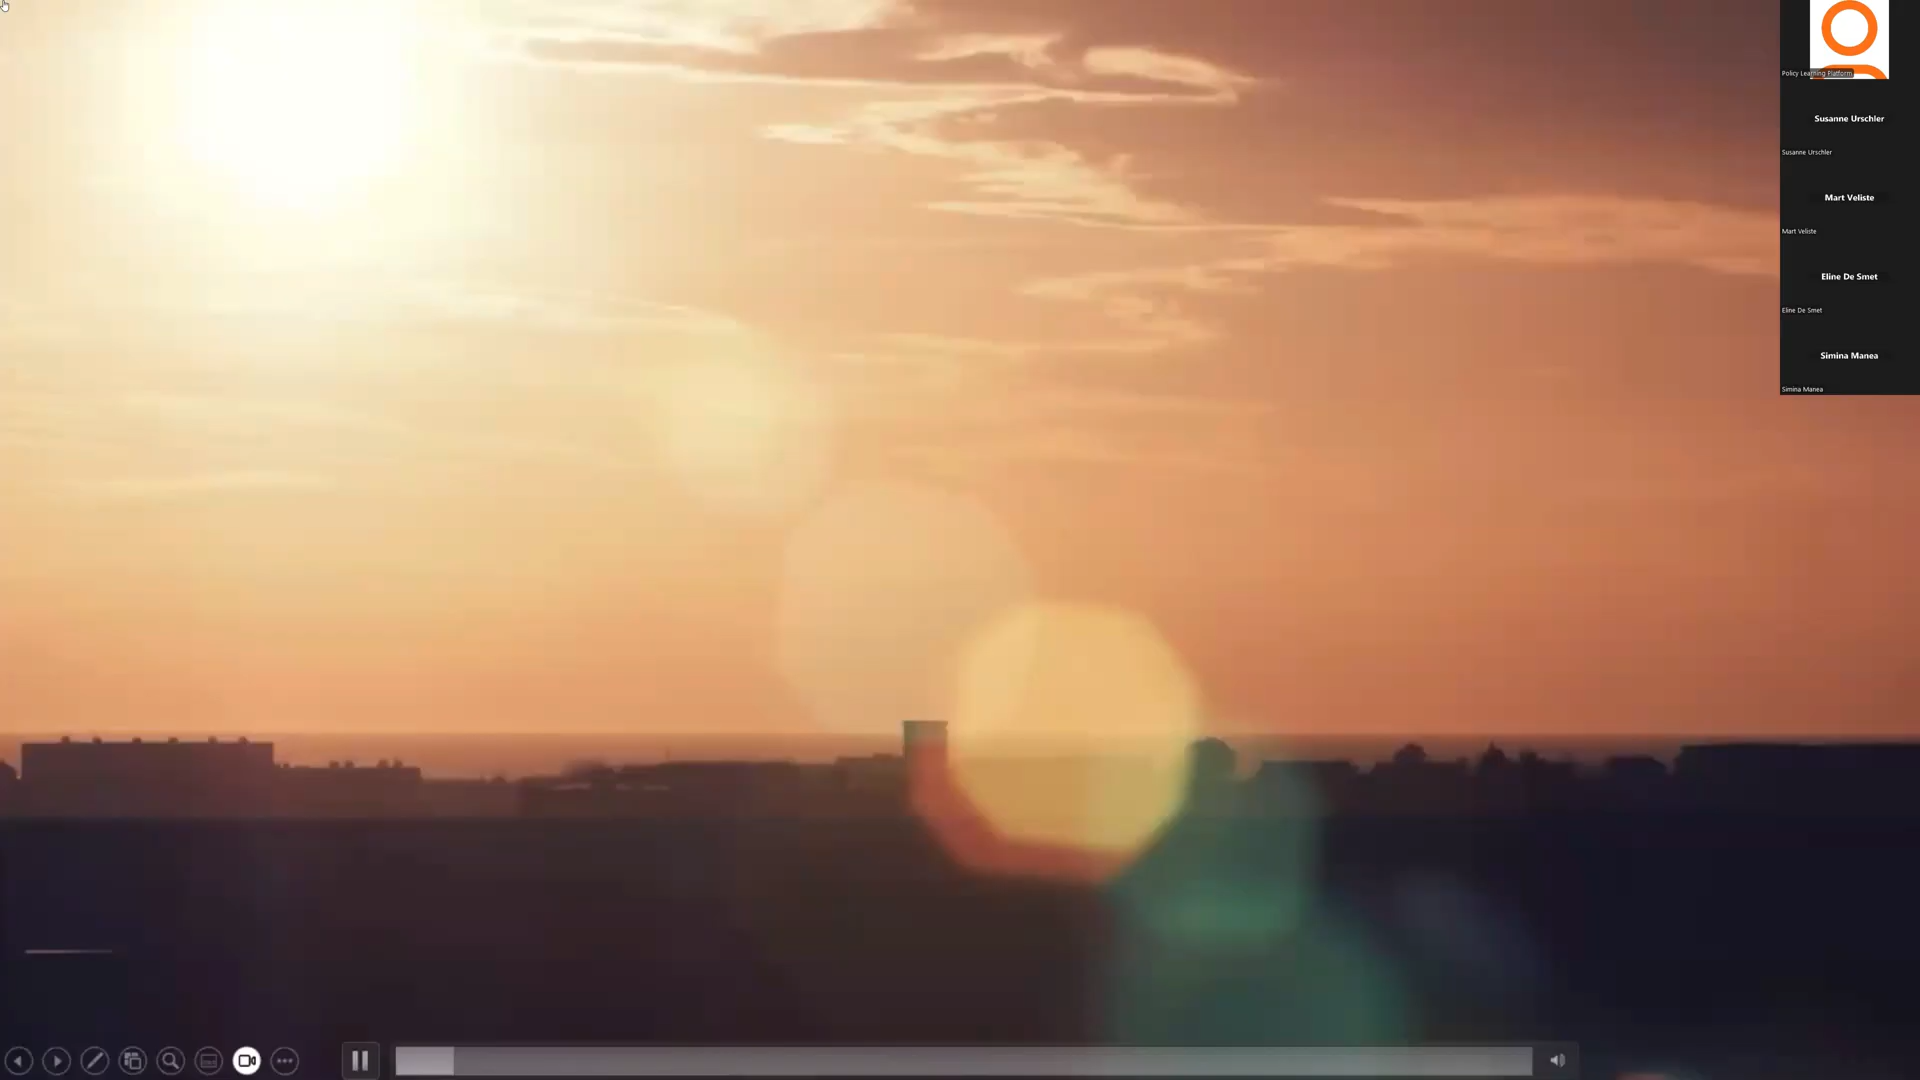 Policy Learning Platform
Susanne Urschler
Susanne Urschler
Mart Veliste
Mart Veliste
Eline De Smet
Eline De Smet
Simina Manea
Simina Manea